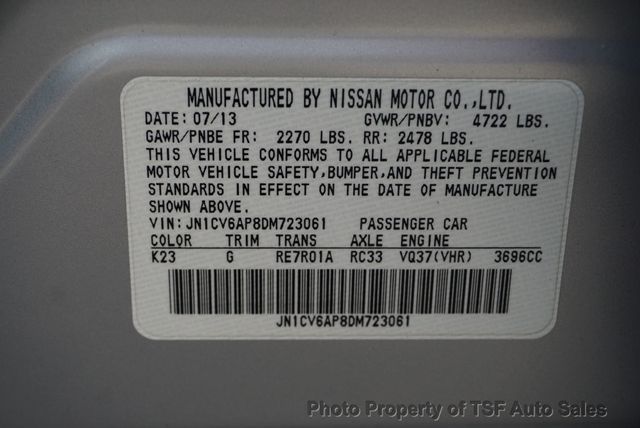 MANUFACTURED BY NISSAN MOTOR CO.,LTD.
DATE: 07/13 GVWR/PNBV: 4722 LBS.
GAWR/PNBE FR: 2270 LBS. RR: 2478 LBS.
THIS VEHICLE CONFORMS TO ALL APPLICABLE FEDERAL
MOTOR VEHICLE SAFETY,BUMPER,AND THEFT PREVENTION
STANDARDS IN EFFECT ON THE DATE OF MANUFACTURE
SHOWN ABOVE.
VIN: JN1CV6AP8DM723061 PASSENGER CAR
COLOR TRIM TRANS AXLE ENGINE
K23 G RE7R01A RC33 VQ37(VHR) 3696CC
JN1CV6AP8DM723061
Photo Property of TSF Auto Sales